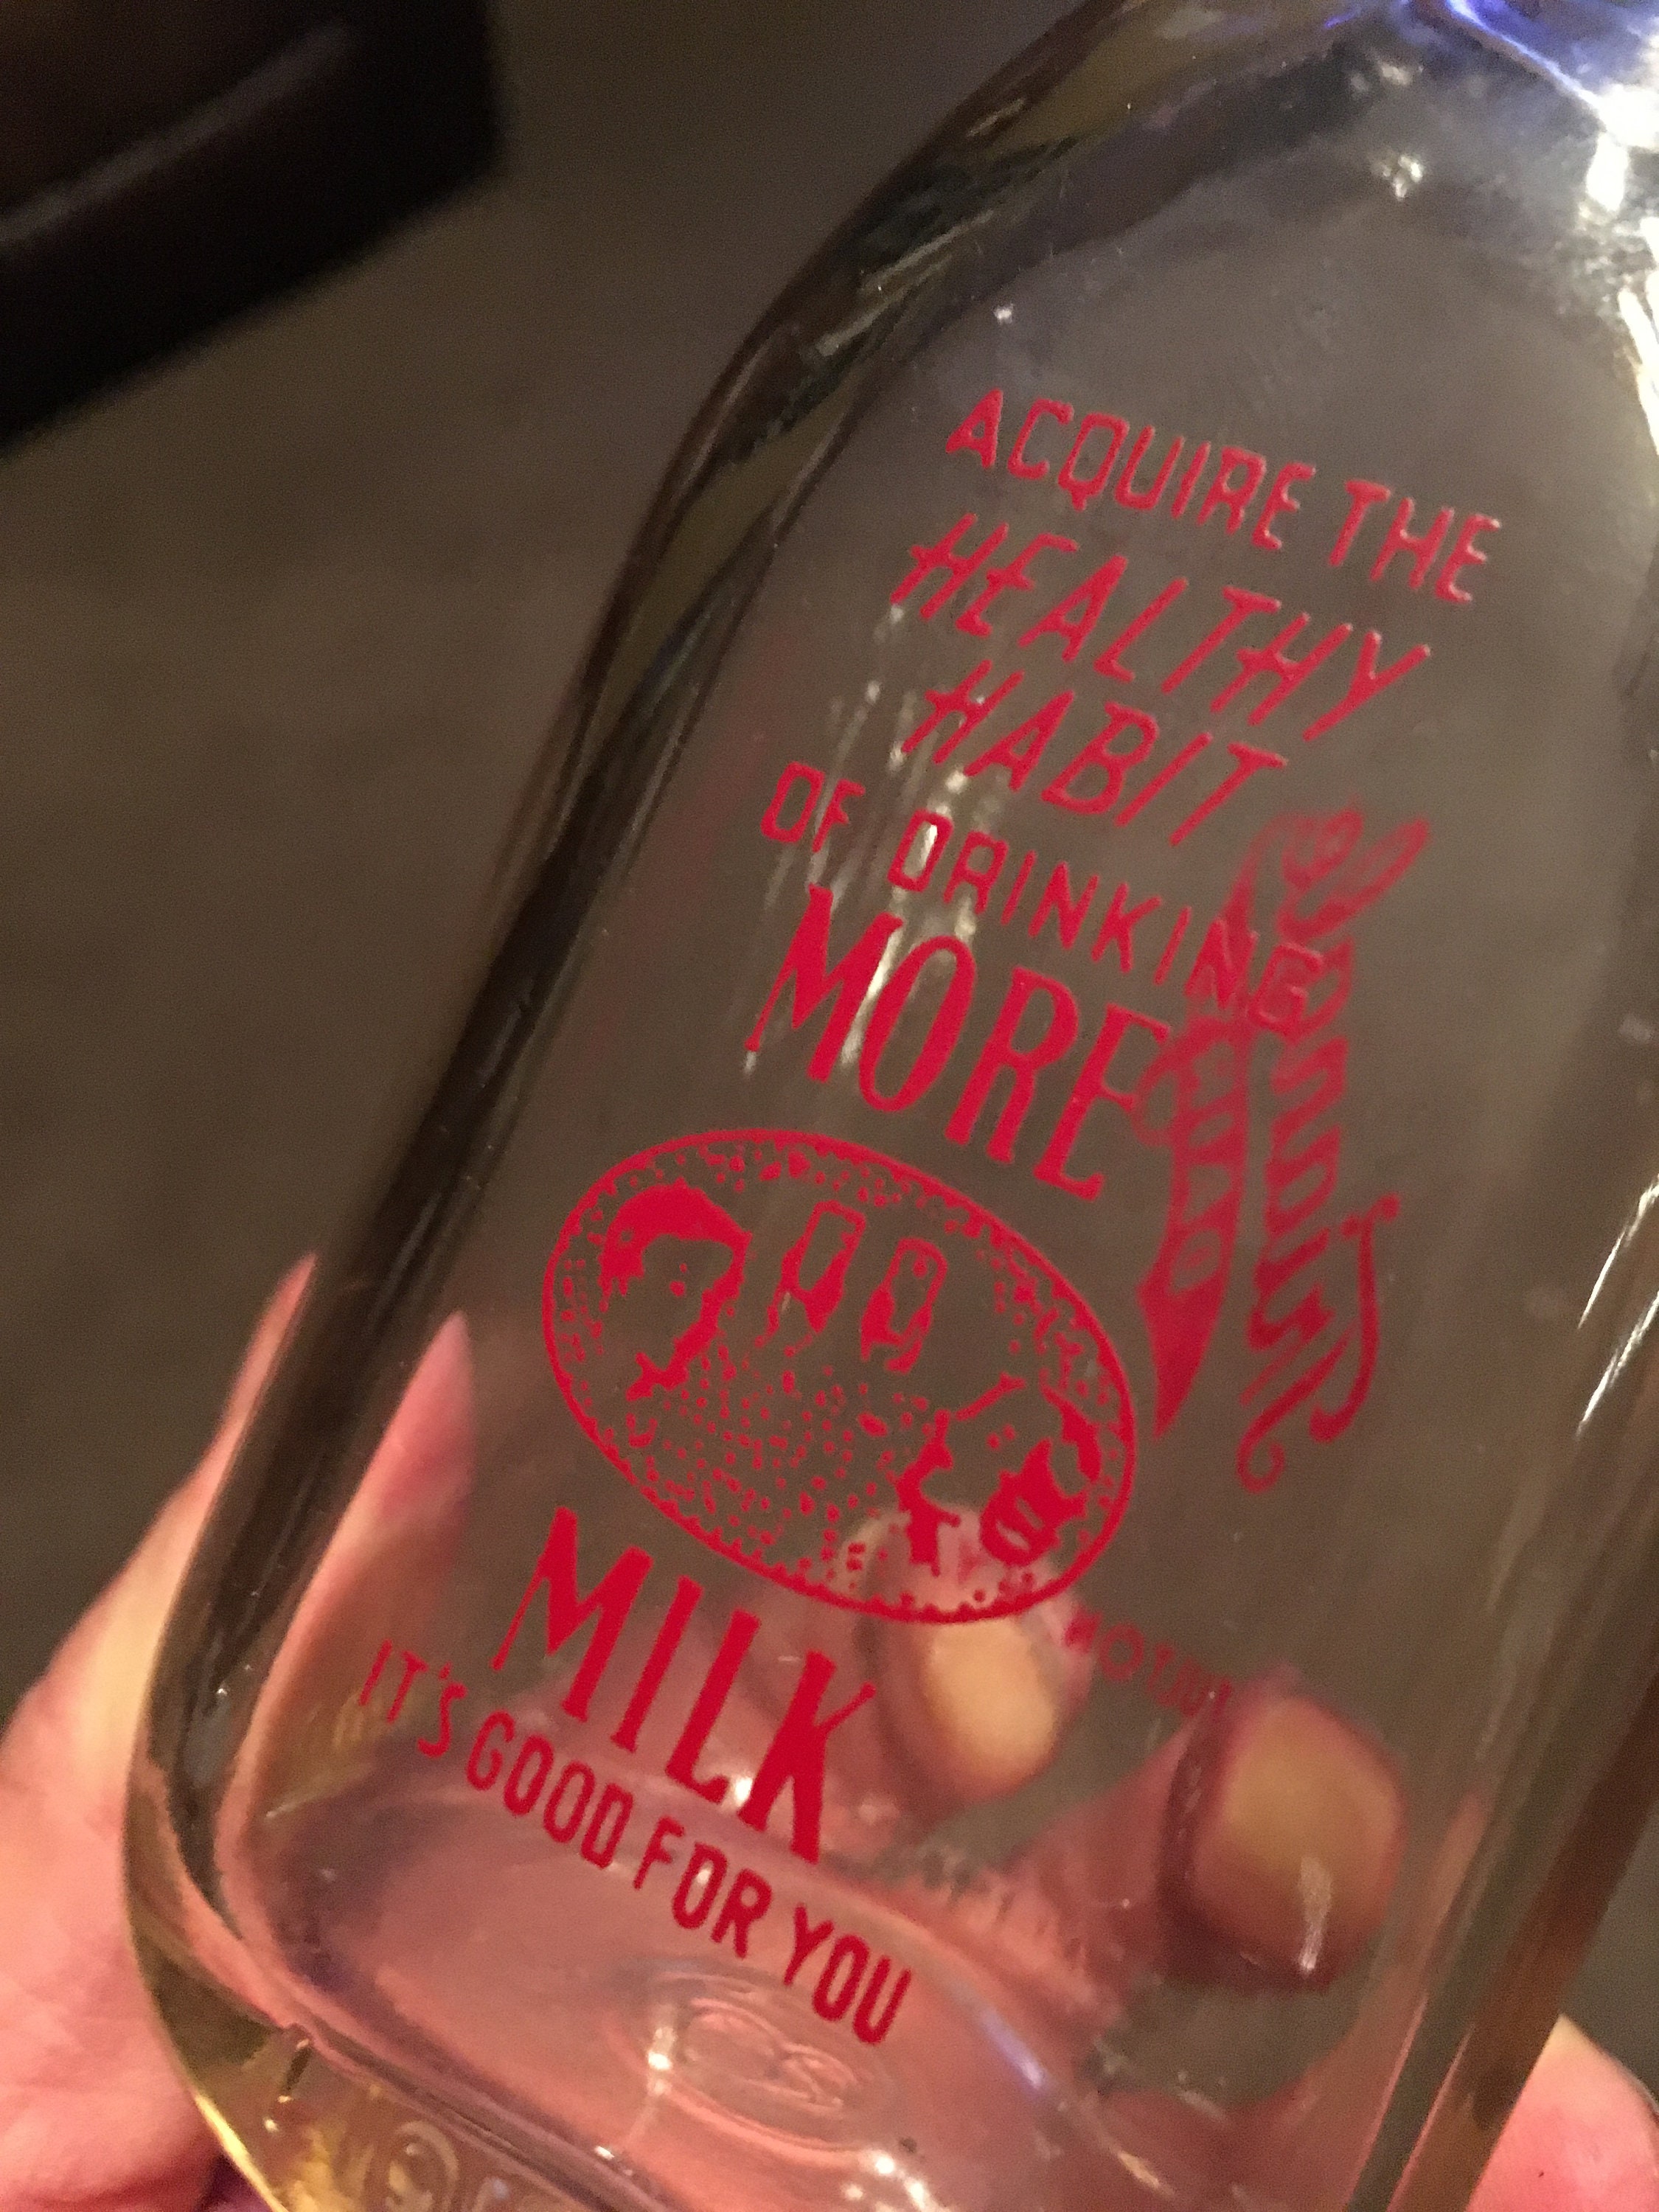 ACQUIRE THE
HEALTHY
HABIT
OF DRINKING
MORE
MILK
IT'S GOOD FOR YOU